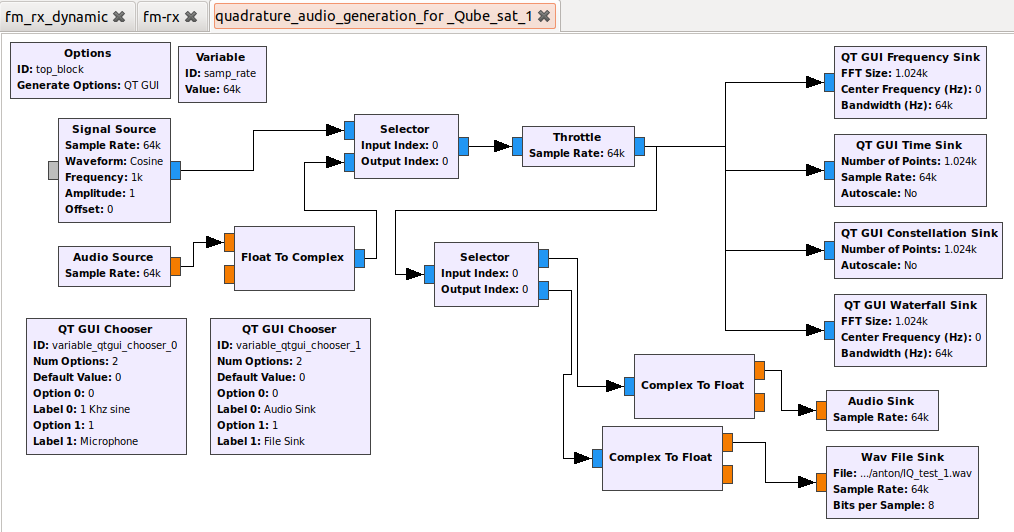 fm_rx_dynamic
fm-rx
quadrature_audio_generation_for _Qube_sat_1
Options
ID: top_block
Generate Options: QT GUI
Variable
ID: samp_rate
Value: 64k
Signal Source
Sample Rate: 64k
Waveform: Cosine
Frequency: 1k
Amplitude: 1
Offset: 0
Selector
Input Index: 0
Output Index: 0
Throttle
Sample Rate: 64k
QT GUI Frequency Sink
FFT Size: 1.024k
Center Frequency (Hz): 0
Bandwidth (Hz): 64k
QT GUI Time Sink
Number of Points: 1.024k
Sample Rate: 64k
Autoscale: No
Audio Source
Sample Rate: 64k
Float To Complex
Selector
Input Index: 0
Output Index: 0
QT GUI Constellation Sink
Number of Points: 1.024k
Autoscale: No
QT GUI Waterfall Sink
FFT Size: 1.024k
Center Frequency (Hz): 0
Bandwidth (Hz): 64k
QT GUI Chooser
ID: variable_qtgui_chooser_0
Num Options: 2
Default Value: 0
Option 0: 0
Label 0: 1 Khz sine
Option 1: 1
Label 1: Microphone
QT GUI Chooser
ID: variable_qtgui_chooser_1
Num Options: 2
Default Value: 0
Option 0: 0
Label 0: Audio Sink
Option 1: 1
Label 1: File Sink
Complex To Float
Audio Sink
Sample Rate: 64k
Complex To Float
Wav File Sink
File: .../anton/IQ_test_1.wav
Sample Rate: 64k
Bits per Sample: 8